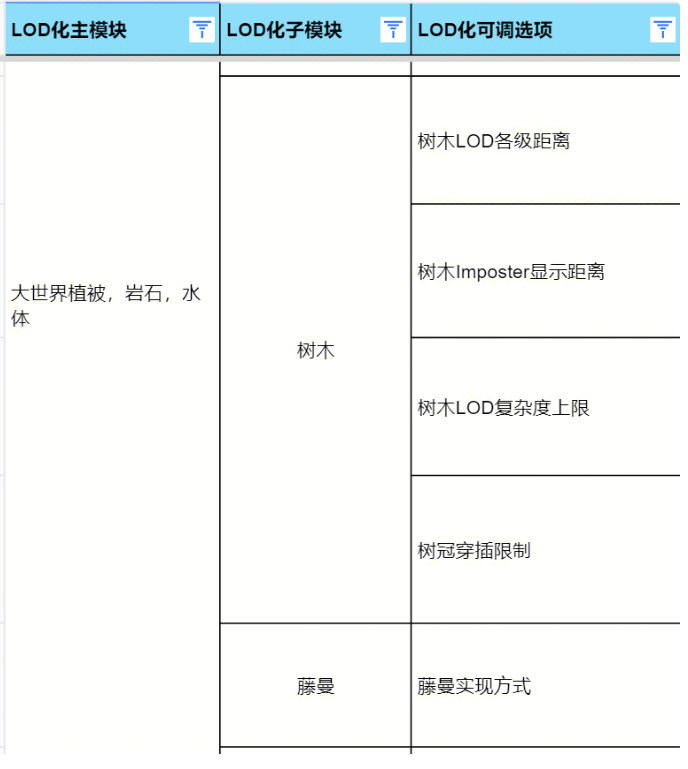 LOD化主模块
LOD化子模块
LOD化可调选项
大世界植被，岩石，水
体
树木
树木LOD各级距离
树木Imposter显示距离
树木LOD复杂度上限
树冠穿插限制
藤曼
藤曼实现方式